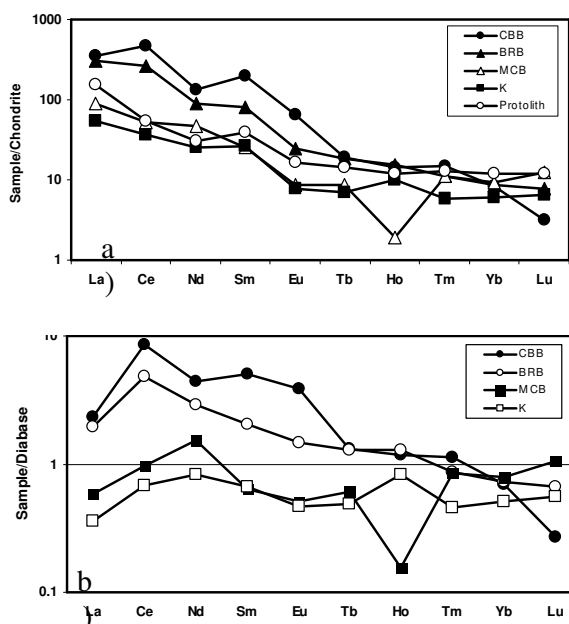 1000
100
10
1
Sample/Chondrite
CBB
BRB
MCB
K
Protolith
a
)
La Ce Nd Sm Eu Tb Ho Tm Yb Lu
10
1
0.1
Sample/Diabase
CBB
BRB
MCB
K
b
)
La Ce Nd Sm Eu Tb Ho Tm Yb Lu